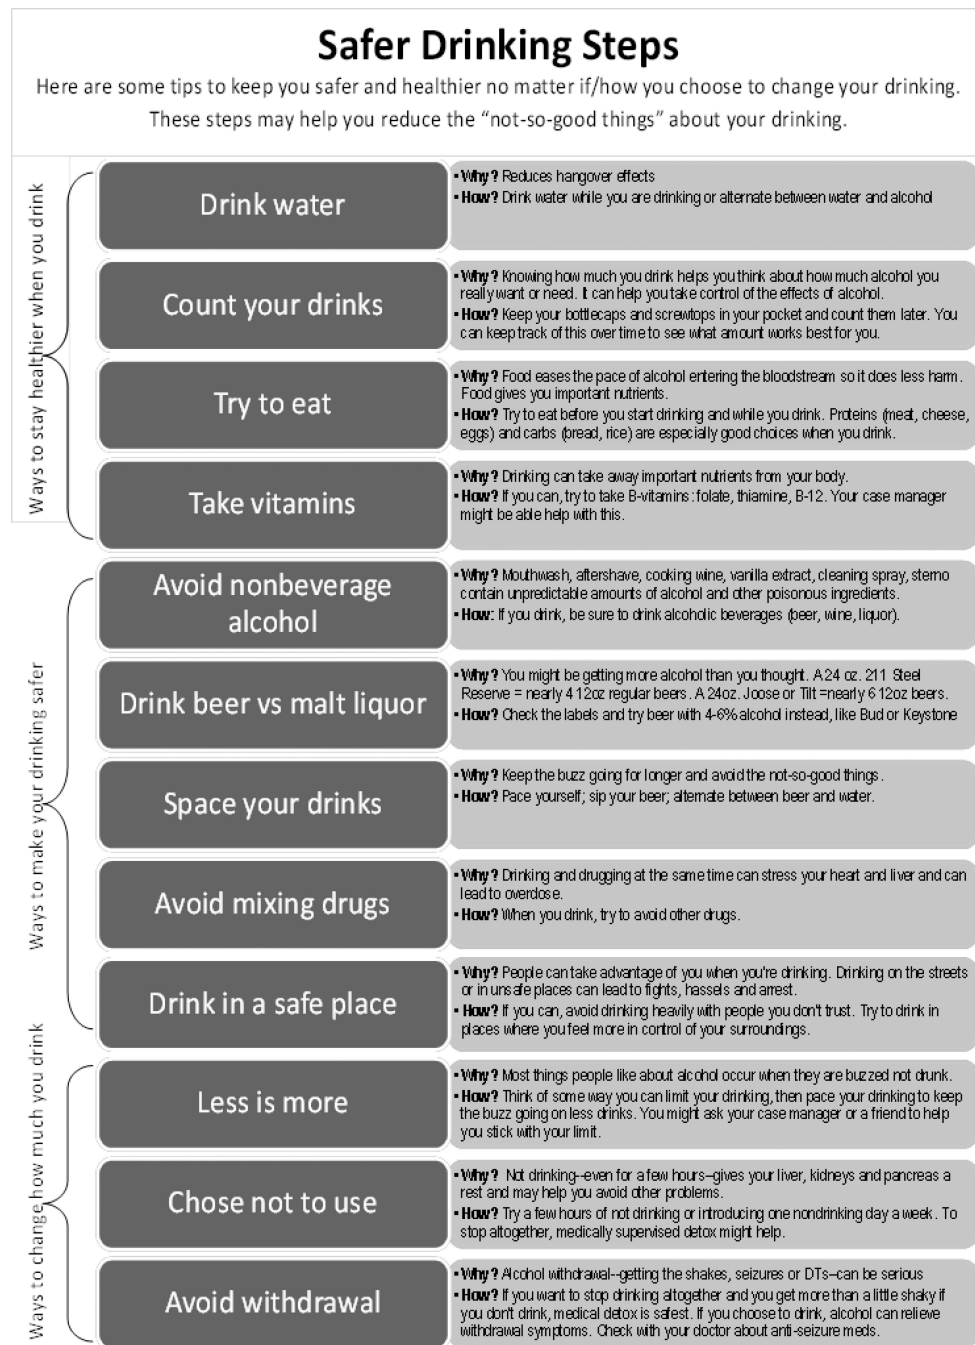 Safer Drinking Steps
Here are some tips to keep you safer and healthier no matter if/how you choose to change your drinking.
These steps may help you reduce the “not-so-good things” about your drinking.
Ways to stay healthier when you drink
Drink water
• Why? Reduces hangover effects
• How? Drink water while you are drinking or alternate between water and alcohol
Count your drinks
• Why? Knowing how much you drink helps you think about how much alcohol you
really want or need. It can help you take control of the effects of alcohol.
• How? Keep your bottlecaps and screwtops in your pocket and count them later. You
can keep track of this over time to see what amount works best for you.
Try to eat
• Why? Food eases the pace of alcohol entering the bloodstream so it does less harm.
Food gives you important nutrients.
• How? Try to eat before you start drinking and while you drink. Proteins (meat, cheese,
eggs) and carbs (bread, rice) are especially good choices when you drink.
Take vitamins
• Why? Drinking can take away important nutrients from your body.
• How? If you can, try to take B-vitamins: folate, thiamine, B-12. Your case manager
might be able help with this.
Ways to make your drinking safer
Avoid nonbeverage
alcohol
• Why? Mouthwash, aftershave, cooking wine, vanilla extract, cleaning spray, sterno
contain unpredictable amounts of alcohol and other poisonous ingredients.
• How: If you drink, be sure to drink alcoholic beverages (beer, wine, liquor).
Drink beer vs malt liquor
• Why? You might be getting more alcohol than you thought. A 24 oz. 211 Steel
Reserve = nearly 4 12oz regular beers. A 24oz. Joose or Tilt =nearly 6 12oz beers.
• How? Check the labels and try beer with 4-6% alcohol instead, like Bud or Keystone
Space your drinks
• Why? Keep the buzz going for longer and avoid the not-so-good things.
• How? Pace yourself; sip your beer; alternate between beer and water.
Avoid mixing drugs
• Why? Drinking and drugging at the same time can stress your heart and liver and can
lead to overdose.
• How? When you drink, try to avoid other drugs.
Drink in a safe place
• Why? People can take advantage of you when you're drinking. Drinking on the streets
or in unsafe places can lead to fights, hassels and arrest.
• How? If you can, avoid drinking heavily with people you don't trust. Try to drink in
places where you feel more in control of your surroundings.
Ways to change how much you drink
Less is more
• Why? Most things people like about alcohol occur when they are buzzed not drunk.
• How? Think of some way you can limit your drinking, then pace your drinking to keep
the buzz going on less drinks. You might ask your case manager or a friend to help
you stick with your limit.
Chose not to use
• Why? Not drinking--even for a few hours--gives your liver, kidneys and pancreas a
rest and may help you avoid other problems.
• How? Try a few hours of not drinking or introducing one nondrinking day a week. To
stop altogether, medically supervised detox might help.
Avoid withdrawal
• Why? Alcohol withdrawal--getting the shakes, seizures or DTs--can be serious
• How? If you want to stop drinking altogether and you get more than a little shaky if
you don't drink, medical detox is safest. If you choose to drink, alcohol can relieve
withdrawal symptoms. Check with your doctor about anti-seizure meds.